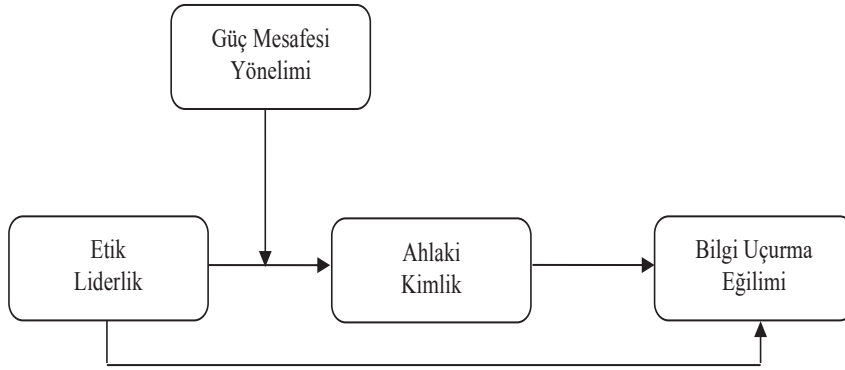 Güç Mesafesi
Yönelimi
Etik
Liderlik
Ahlaki
Kimlik
Bilgi Uçurma
Eğilimi